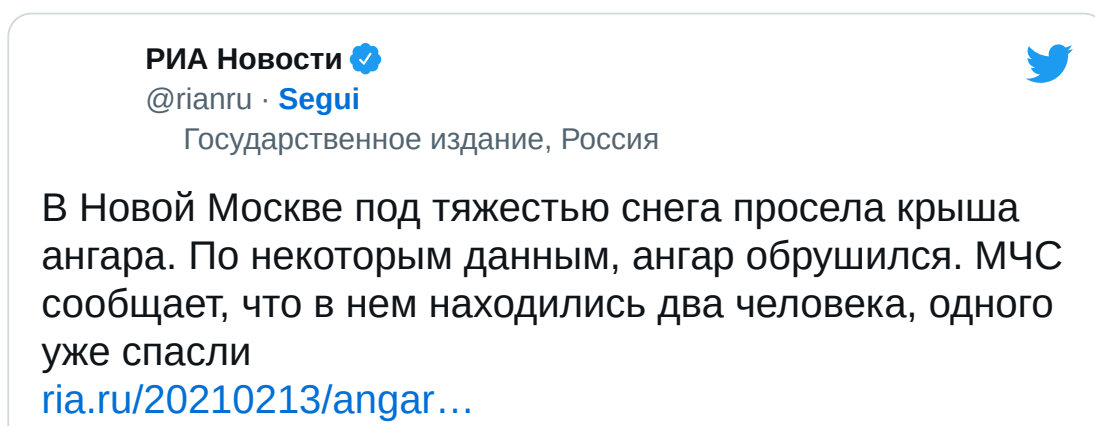 РИА Новости
@rianru · Segui
Государственное издание, Россия
В Новой Москве под тяжестью снега просела крыша
ангара. По некоторым данным, ангар обрушился. МЧС
сообщает, что в нем находились два человека, одного
уже спасли
ria.ru/20210213/angar…